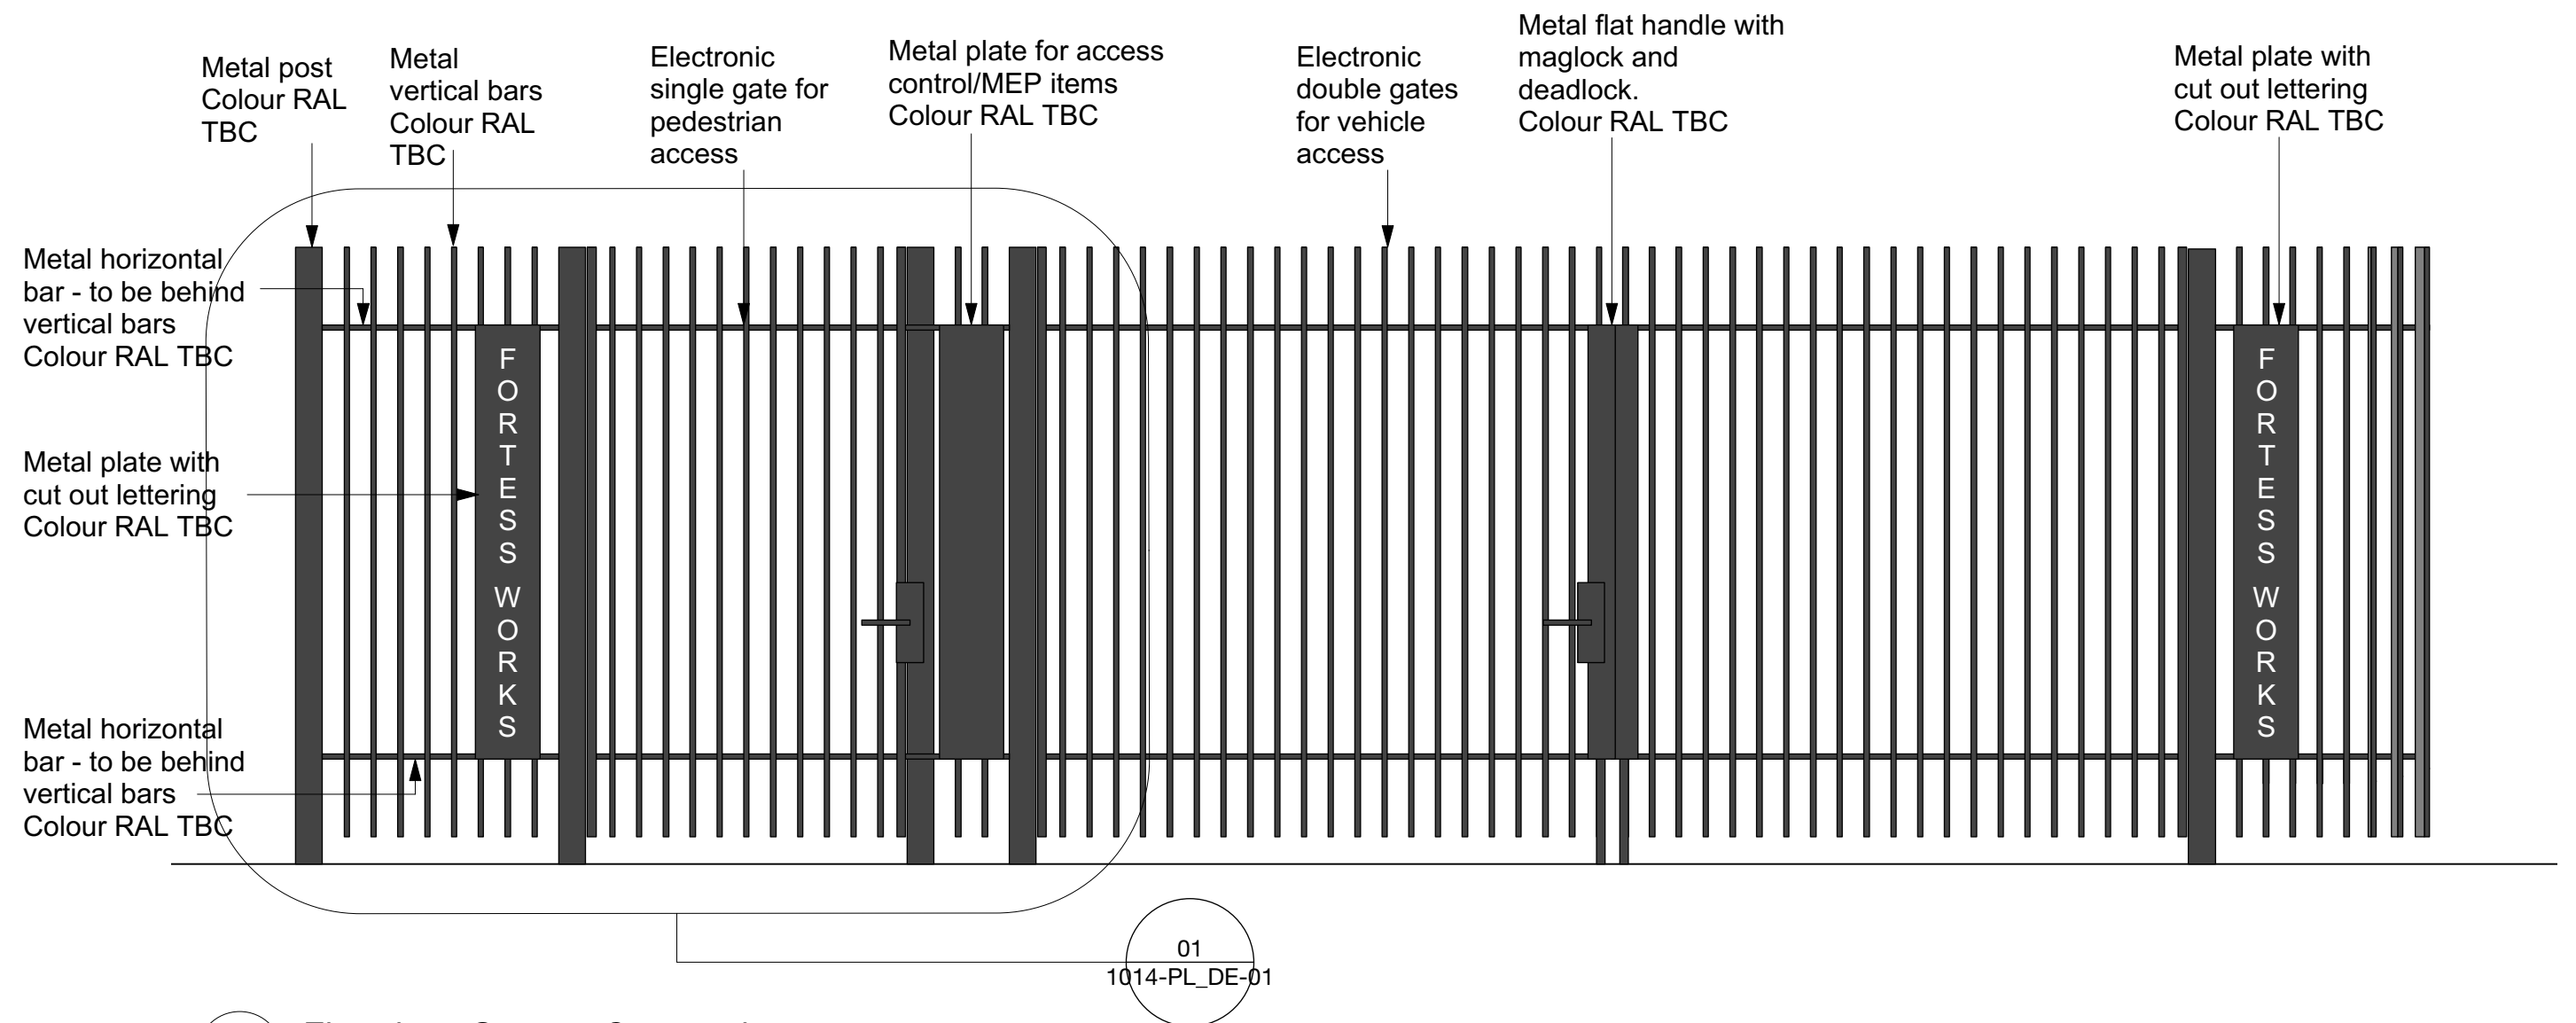 Metal post
Colour RAL
TBC
Metal
vertical bars
Colour RAL
TBC
Electronic
single gate for
pedestrian
access
Metal plate for access
control/MEP items
Colour RAL TBC
Electronic
double gates
for vehicle
access
Metal flat handle with
maglock and
deadlock.
Colour RAL TBC
Metal plate with
cut out lettering
Colour RAL TBC
Metal horizontal
bar - to be behind
vertical bars
Colour RAL TBC
Metal plate with
cut out lettering
Colour RAL TBC
Metal horizontal
bar - to be behind
vertical bars
Colour RAL TBC
F
O
R
T
E
S
S
W
O
R
K
S
F
O
R
T
E
S
S
W
O
R
K
S
01
1014-PL_DE-01